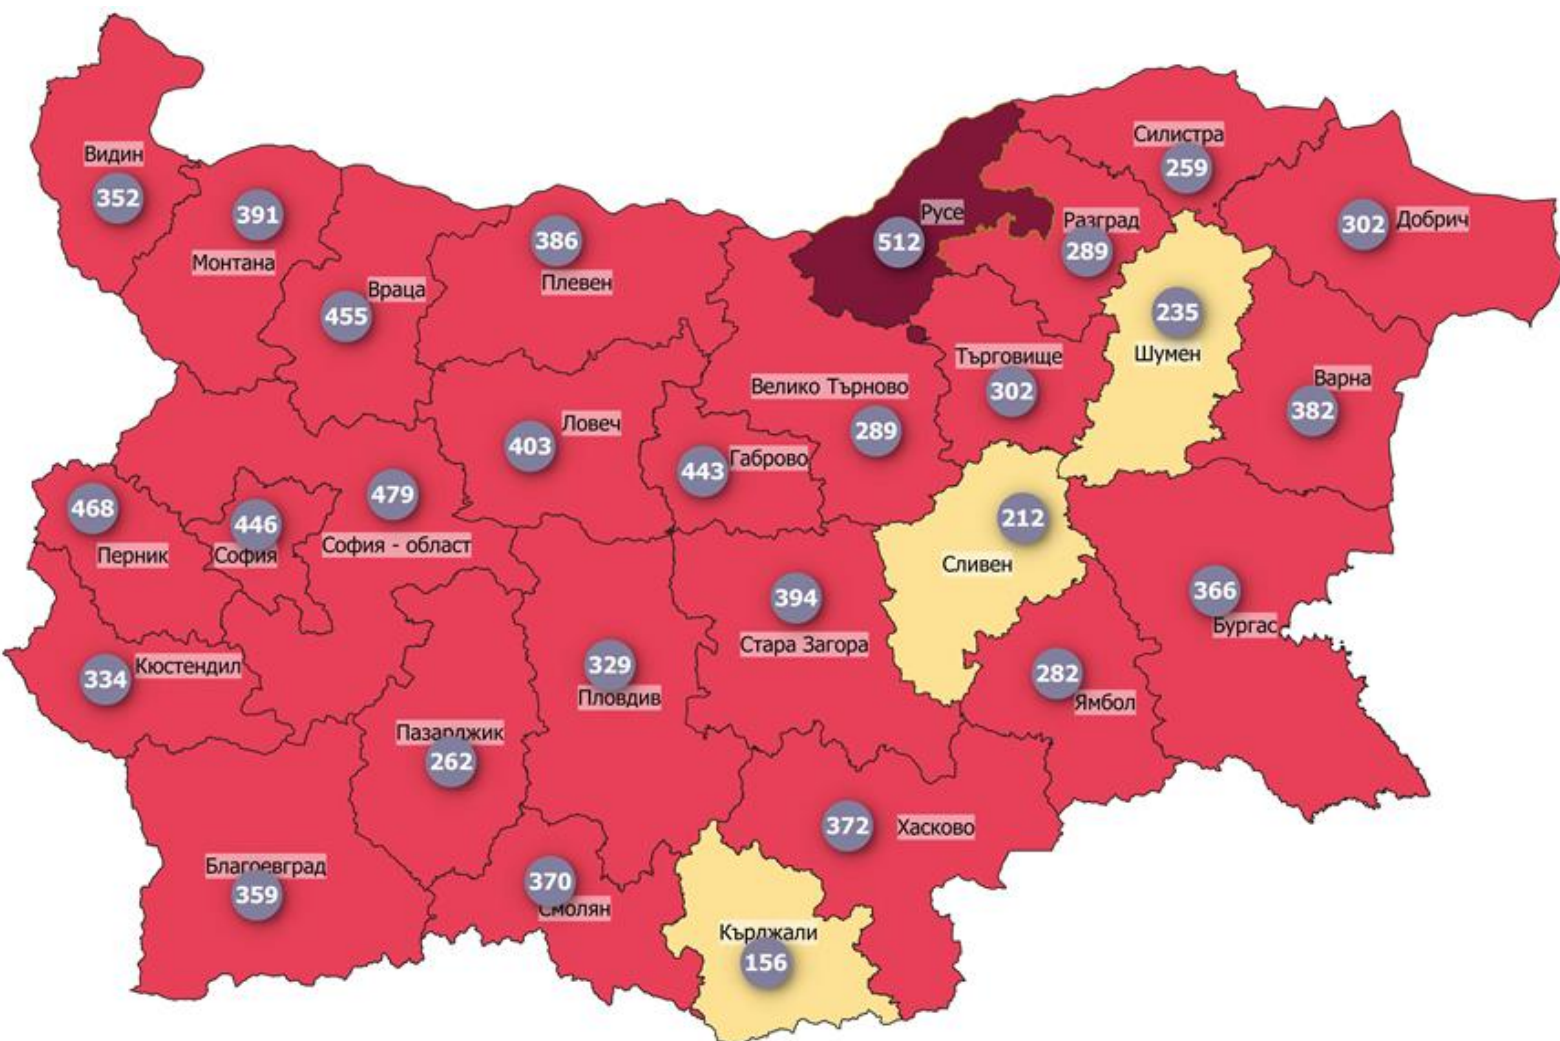 Видин
352
391
Монтана
Враца
455
386
Плевен
Русе
512
Силистра
259
Разград
289
302
Добрич
235
Шумен
Търговище
302
Варна
382
Велико Търново
289
Ловеч
403
Габрово
443
468
Перник
446
София
479
София - област
212
Сливен
394
Стара Загора
366
Бургас
Кюстендил
334
329
Пловдив
282
Ямбол
Пазарджик
262
372
Хасково
Благоевград
359
370
Смолян
Кърджали
156